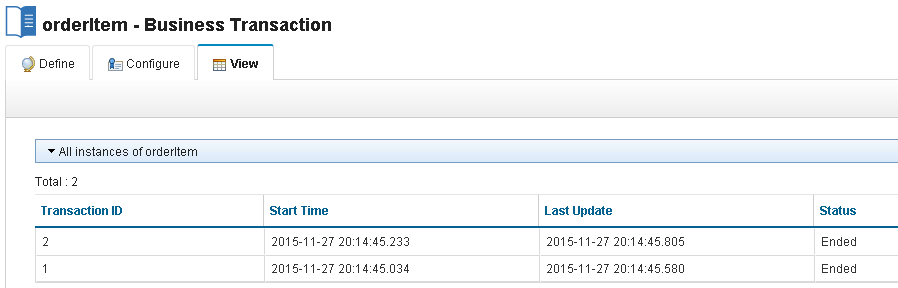 orderItem - Business Transaction
Define Configure View
All instances of orderItem
Total : 2
Transaction ID Start Time Last Update Status
2 2015-11-27 20:14:45.233 2015-11-27 20:14:45.805 Ended
1 2015-11-27 20:14:45.034 2015-11-27 20:14:45.580 Ended